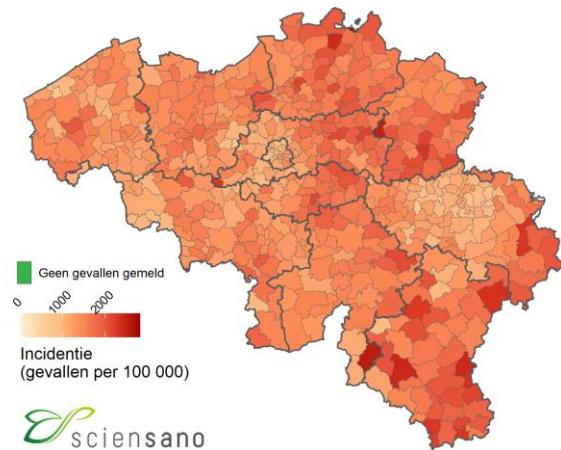 Geen gevallen gemeld
0 1000 2000
Incidentie
(gevallen per 100 000)
sciensano